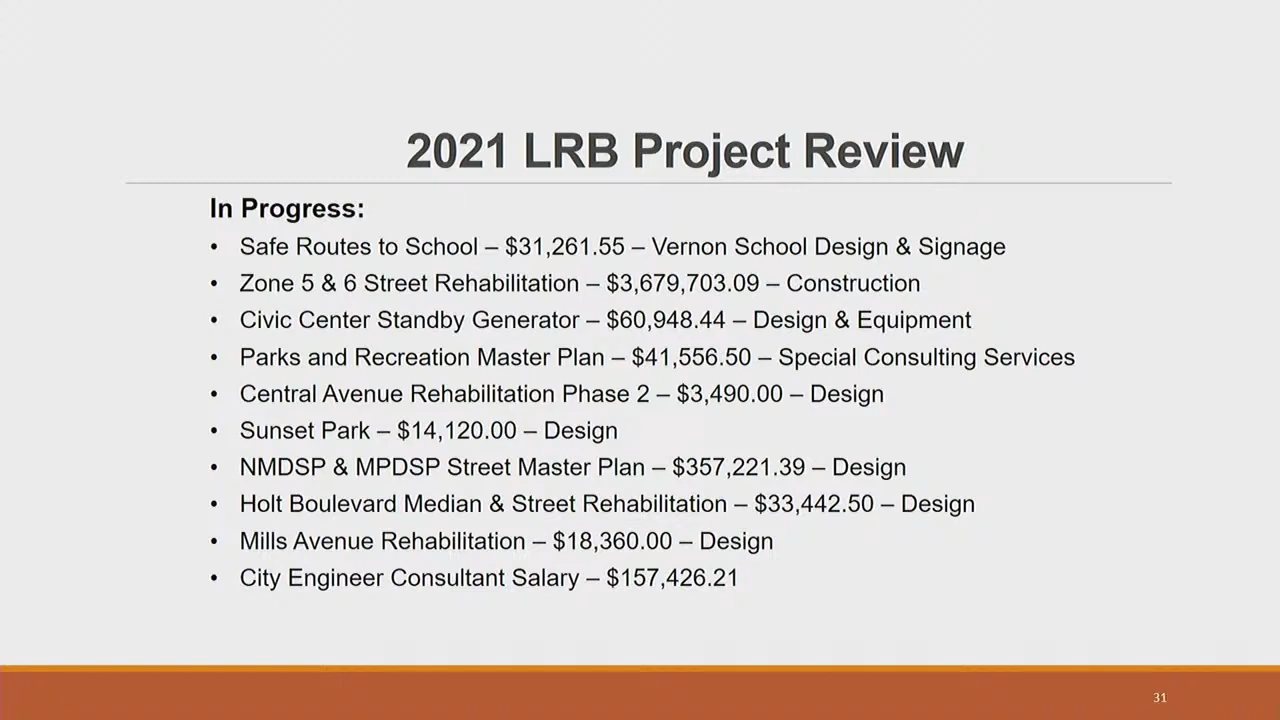 2021 LRB Project Review
In Progress:
• Safe Routes to School – $31,261.55 – Vernon School Design & Signage
• Zone 5 & 6 Street Rehabilitation – $3,679,703.09 – Construction
• Civic Center Standby Generator – $60,948.44 – Design & Equipment
• Parks and Recreation Master Plan – $41,556.50 – Special Consulting Services
• Central Avenue Rehabilitation Phase 2 – $3,490.00 – Design
• Sunset Park – $14,120.00 – Design
• NMDSP & MPDSP Street Master Plan – $357,221.39 – Design
• Holt Boulevard Median & Street Rehabilitation – $33,442.50 – Design
• Mills Avenue Rehabilitation – $18,360.00 – Design
• City Engineer Consultant Salary – $157,426.21
31